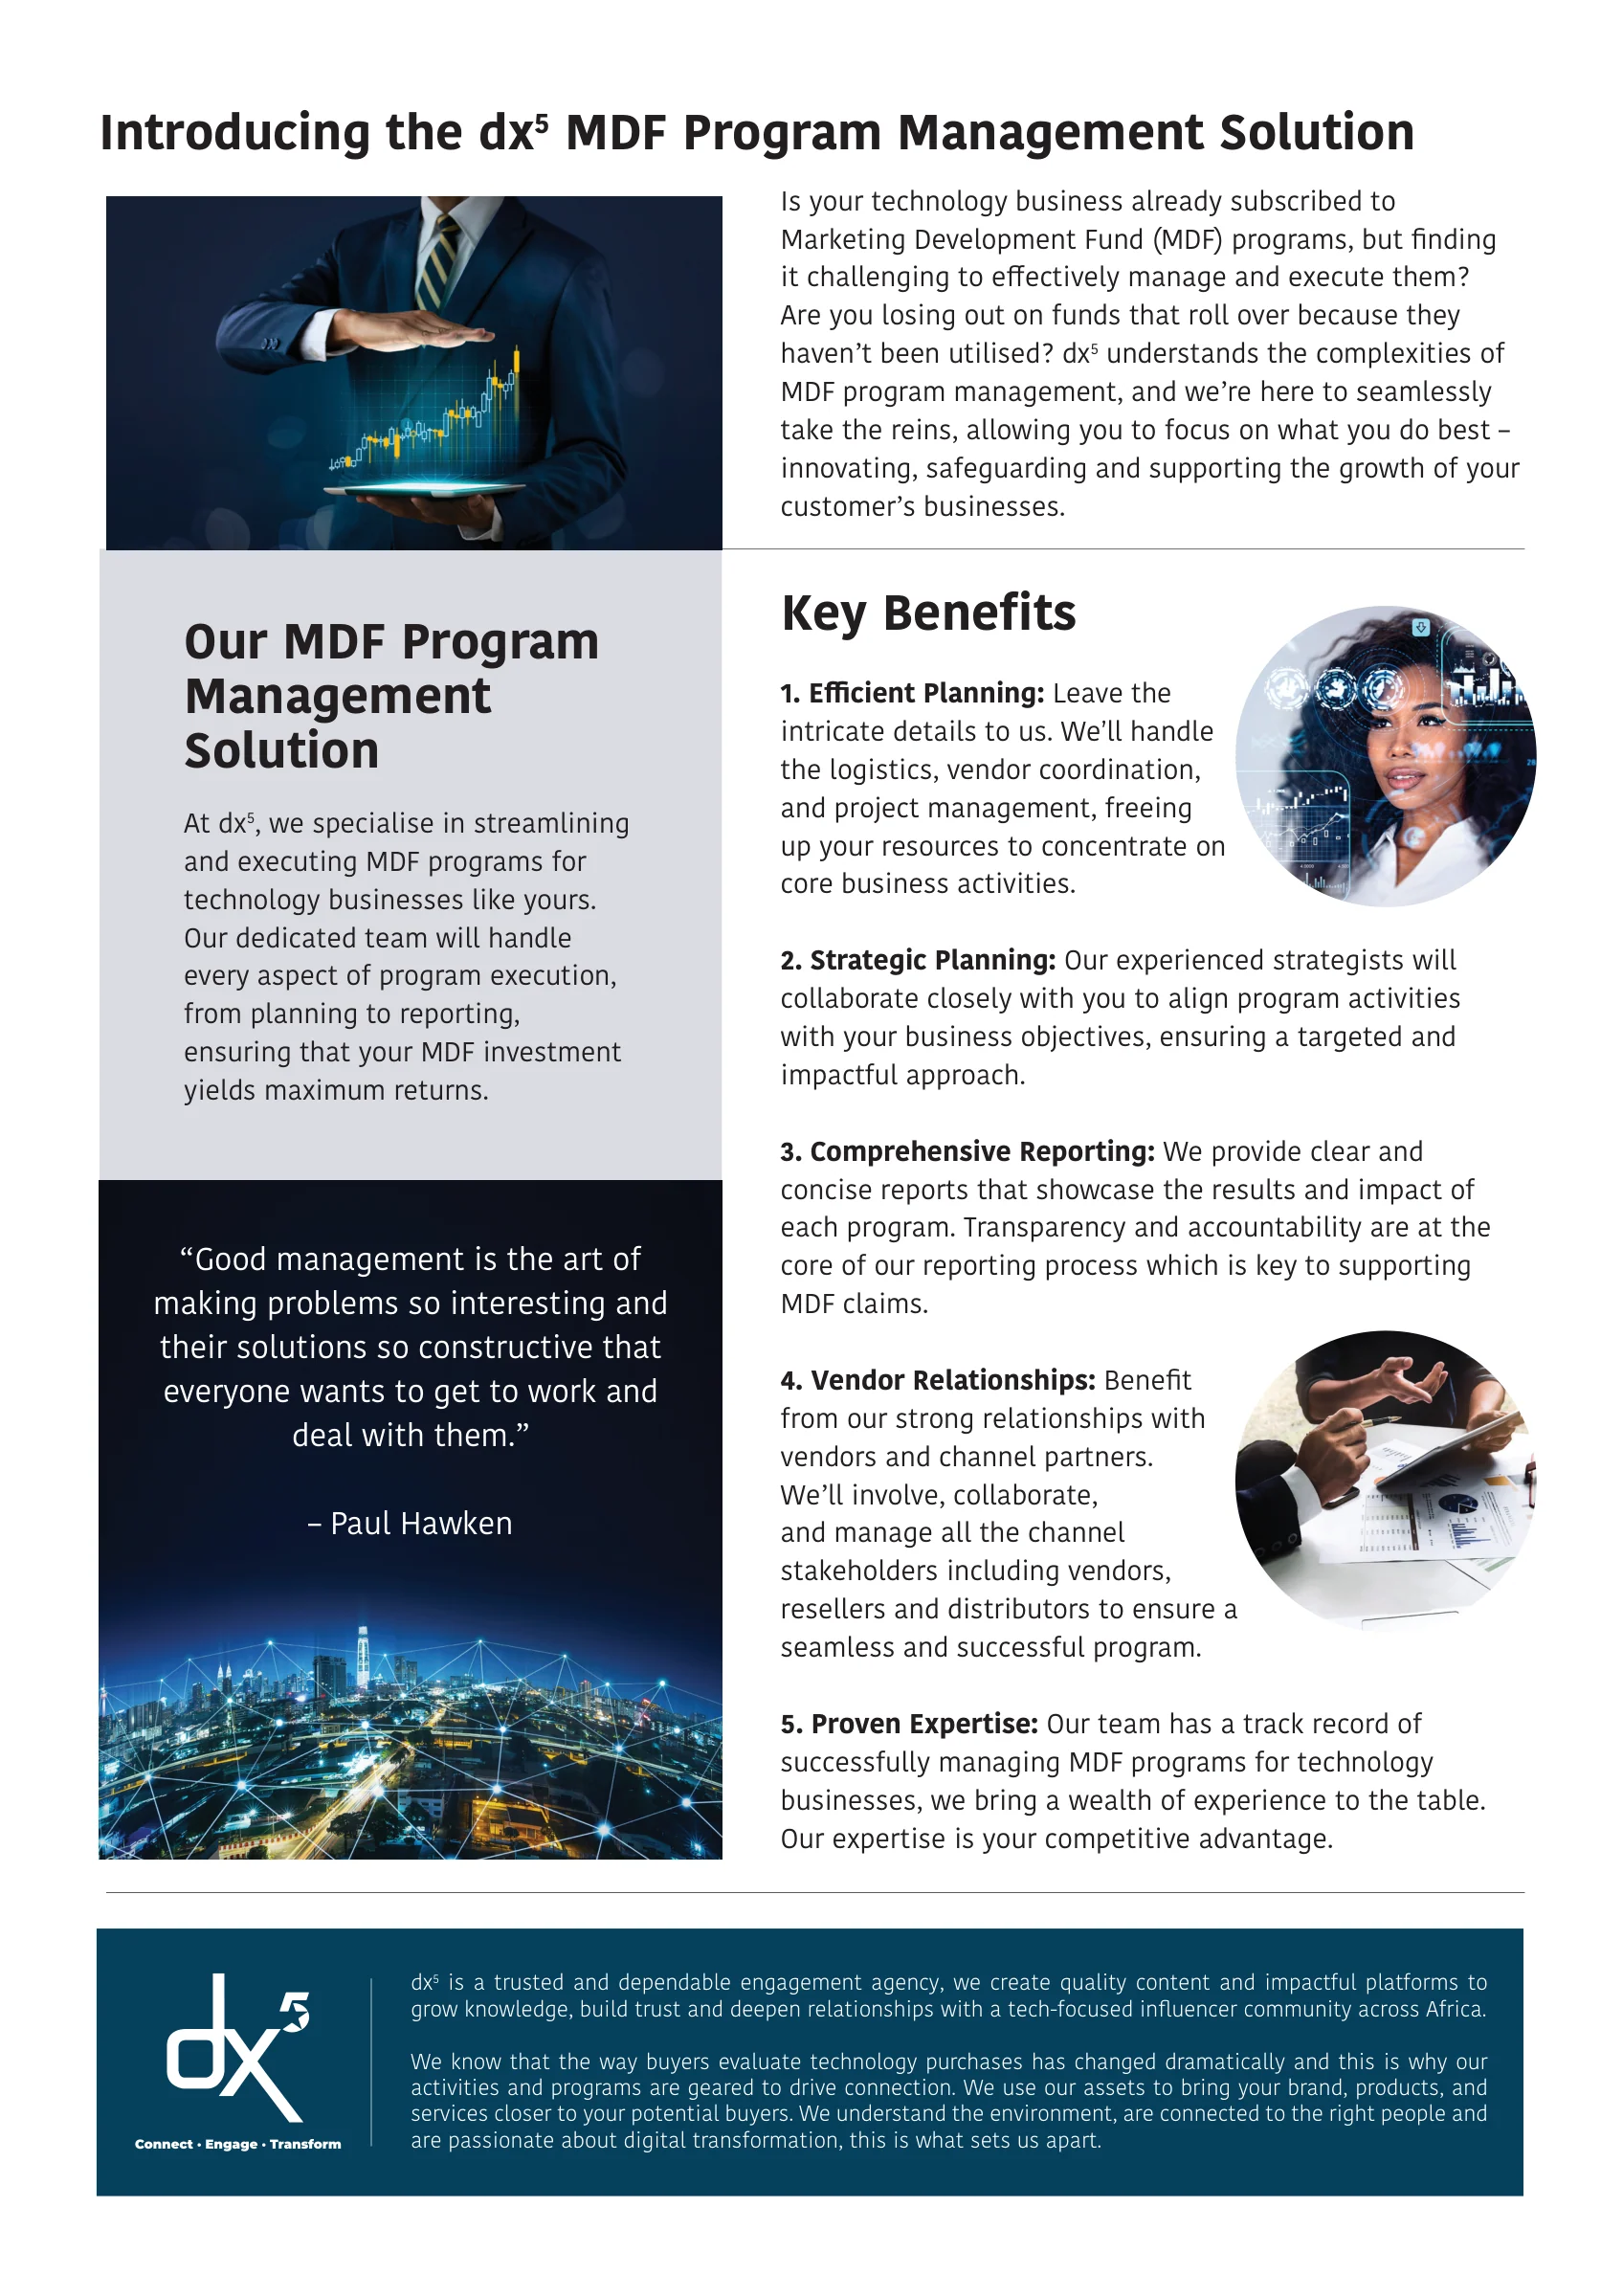 Introducing the dx⁵ MDF Program Management Solution
Is your technology business already subscribed to
Marketing Development Fund (MDF) programs, but finding
it challenging to effectively manage and execute them?
Are you losing out on funds that roll over because they
haven’t been utilised? dx⁵ understands the complexities of
MDF program management, and we’re here to seamlessly
take the reins, allowing you to focus on what you do best –
innovating, safeguarding and supporting the growth of your
customer’s businesses.
Our MDF Program
Management
Solution
At dx⁵, we specialise in streamlining
and executing MDF programs for
technology businesses like yours.
Our dedicated team will handle
every aspect of program execution,
from planning to reporting,
ensuring that your MDF investment
yields maximum returns.
“Good management is the art of
making problems so interesting and
their solutions so constructive that
everyone wants to get to work and
deal with them.”
– Paul Hawken
Key Benefits
1. Efficient Planning: Leave the
intricate details to us. We’ll handle
the logistics, vendor coordination,
and project management, freeing
up your resources to concentrate on
core business activities.
2. Strategic Planning: Our experienced strategists will
collaborate closely with you to align program activities
with your business objectives, ensuring a targeted and
impactful approach.
3. Comprehensive Reporting: We provide clear and
concise reports that showcase the results and impact of
each program. Transparency and accountability are at the
core of our reporting process which is key to supporting
MDF claims.
4. Vendor Relationships: Benefit
from our strong relationships with
vendors and channel partners.
We’ll involve, collaborate,
and manage all the channel
stakeholders including vendors,
resellers and distributors to ensure a
seamless and successful program.
5. Proven Expertise: Our team has a track record of
successfully managing MDF programs for technology
businesses, we bring a wealth of experience to the table.
Our expertise is your competitive advantage.
dx⁵
Connect • Engage • Transform
dx⁵ is a trusted and dependable engagement agency, we create quality content and impactful platforms to
grow knowledge, build trust and deepen relationships with a tech-focused influencer community across Africa.
We know that the way buyers evaluate technology purchases has changed dramatically and this is why our
activities and programs are geared to drive connection. We use our assets to bring your brand, products, and
services closer to your potential buyers. We understand the environment, are connected to the right people and
are passionate about digital transformation, this is what sets us apart.